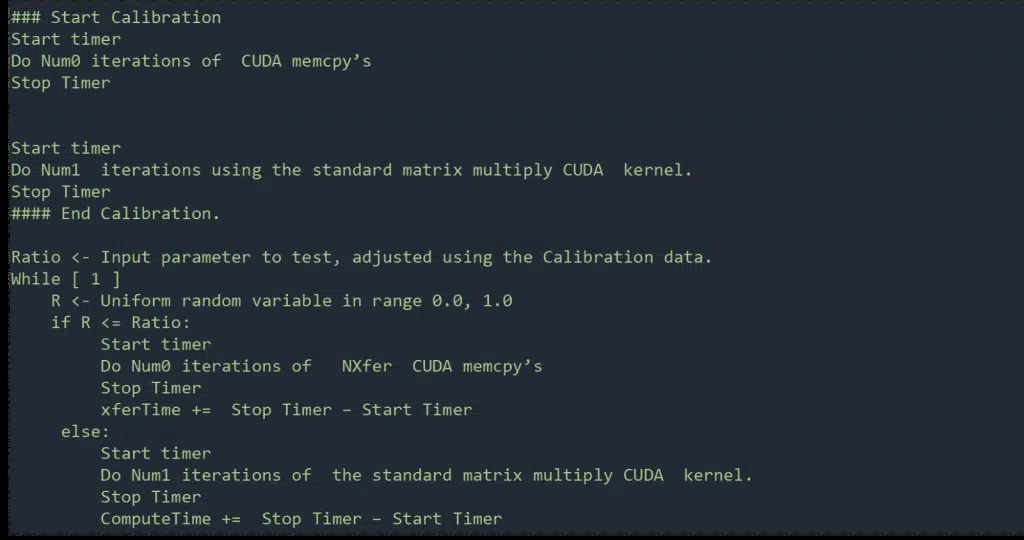 ### Start Calibration
Start timer
Do Num0 iterations of  CUDA memcpy’s
Stop Timer
Start timer
Do Num1  iterations using the standard matrix multiply CUDA  kernel.
Stop Timer
#### End Calibration.
Ratio <- Input parameter to test, adjusted using the Calibration data.
While [ 1 ]
    R <- Uniform random variable in range 0.0, 1.0
    if R <= Ratio:
         Start timer
         Do Num0 iterations of   NXfer  CUDA memcpy’s
         Stop Timer
         xferTime +=  Stop Timer – Start Timer
     else:
         Start timer
         Do Num1 iterations of  the standard matrix multiply CUDA  kernel.
         Stop Timer
         ComputeTime +=  Stop Timer – Start Timer